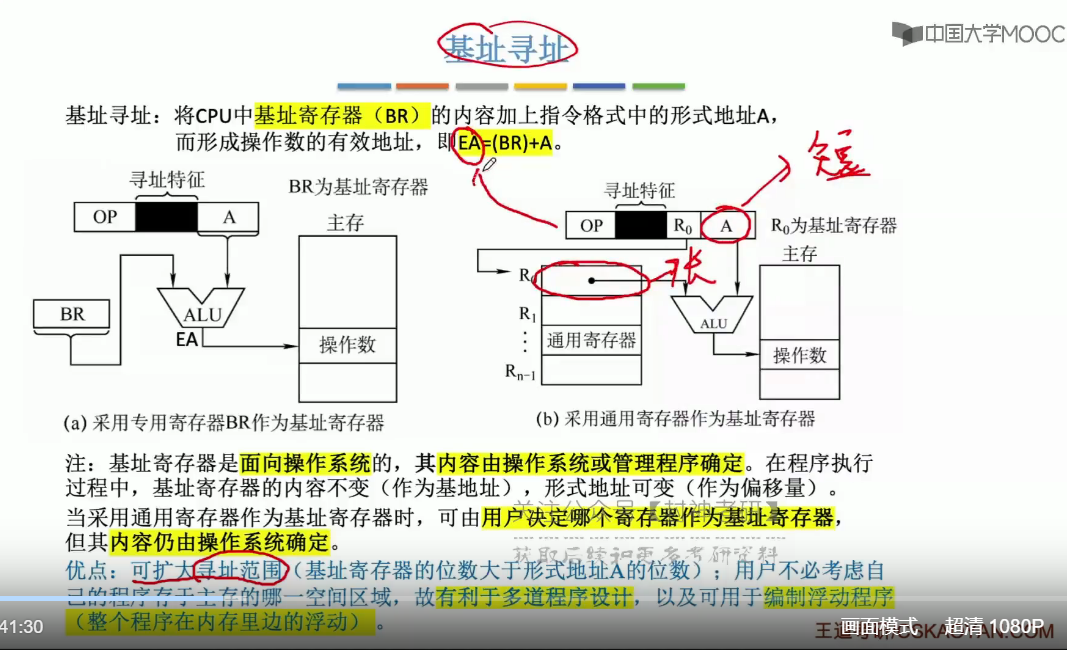 中国大学MOOC
基址寻址
基址寻址：将CPU中基址寄存器（BR）的内容加上指令格式中的形式地址A，
而形成操作数的有效地址，即EA=(BR)+A。
短
寻址特征
BR为基址寄存器
OP
A
主存
BR
ALU
EA
操作数
(a) 采用专用寄存器BR作为基址寄存器
寻址特征
OP
R0
A
R0为基址寄存器
主存
长
R1
⋮
Rn−1
通用寄存器
ALU
操作数
(b) 采用通用寄存器作为基址寄存器
注：基址寄存器是面向操作系统的，其内容由操作系统或管理程序确定。在程序执行
过程中，基址寄存器的内容不变（作为基地址），形式地址可变（作为偏移量）。
当采用通用寄存器作为基址寄存器时，可由用户决定哪个寄存器作为基址寄存器，
但其内容仍由操作系统确定。
优点：可扩大寻址范围（基址寄存器的位数大于形式地址A的位数）；用户不必考虑自
己的程序存于主存的哪一空间区域，故有利于多道程序设计，以及可用于编制浮动程序
（整个程序在内存里边的浮动）。
41:30
画面模式
超清 1080P